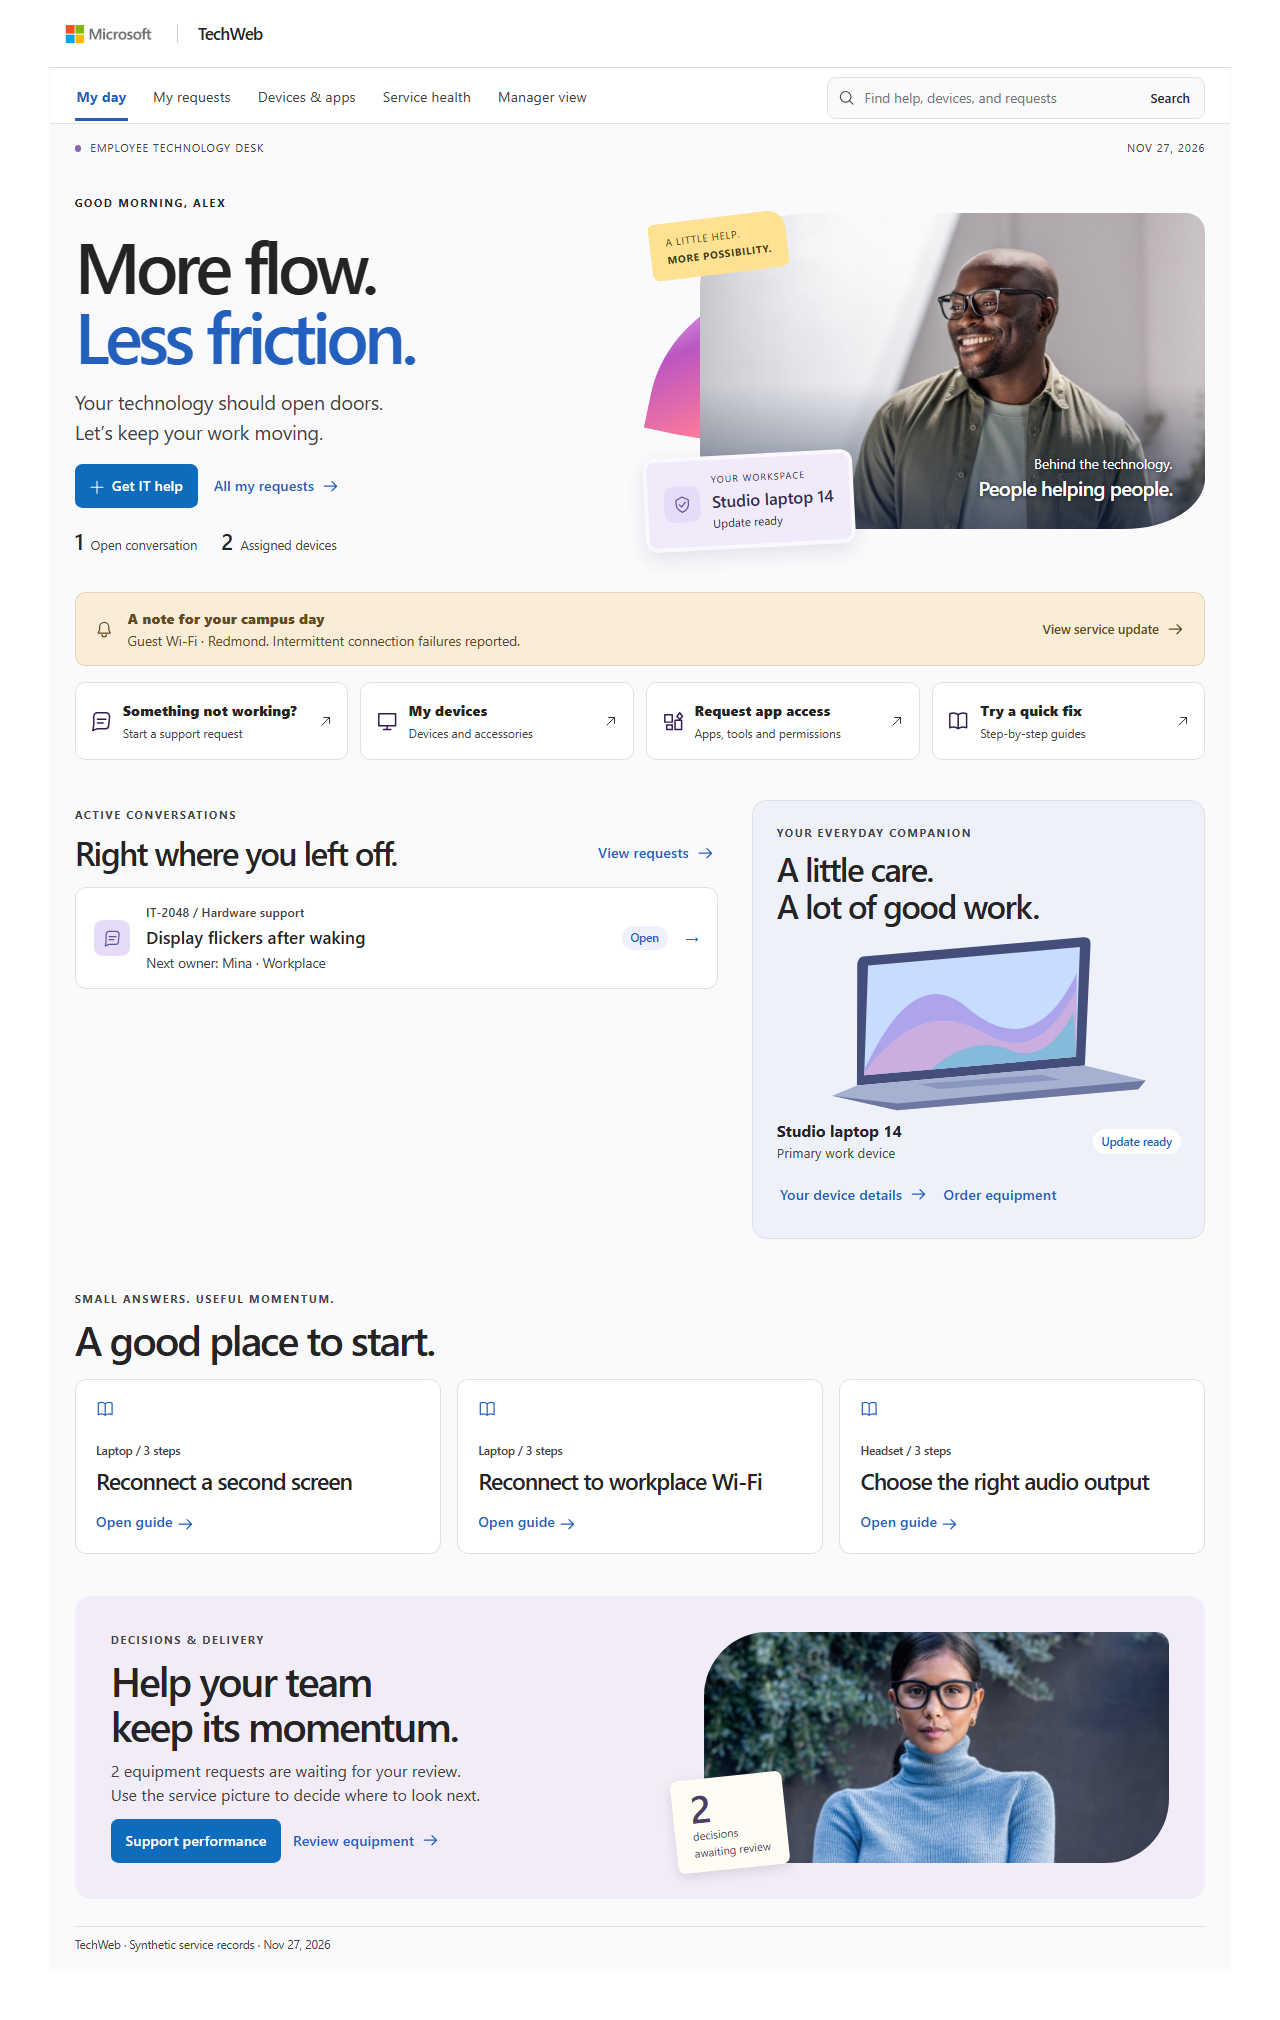 Microsoft
TechWeb
My day
My requests
Devices & apps
Service health
Manager view
Find help, devices, and requests
Search
EMPLOYEE TECHNOLOGY DESK
NOV 27, 2026
GOOD MORNING, ALEX
More flow.
Less friction.
Your technology should open doors.
Let’s keep your work moving.
Get IT help
All my requests
1 Open conversation
2 Assigned devices
A LITTLE HELP.
MORE POSSIBILITY.
YOUR WORKSPACE
Studio laptop 14
Update ready
Behind the technology.
People helping people.
A note for your campus day
Guest Wi-Fi · Redmond. Intermittent connection failures reported.
View service update
Something not working?
Start a support request
My devices
Devices and accessories
Request app access
Apps, tools and permissions
Try a quick fix
Step-by-step guides
ACTIVE CONVERSATIONS
Right where you left off.
View requests
IT-2048 / Hardware support
Display flickers after waking
Next owner: Mina · Workplace
Open
YOUR EVERYDAY COMPANION
A little care.
A lot of good work.
Studio laptop 14
Primary work device
Update ready
Your device details
Order equipment
SMALL ANSWERS. USEFUL MOMENTUM.
A good place to start.
Laptop / 3 steps
Reconnect a second screen
Open guide
Laptop / 3 steps
Reconnect to workplace Wi-Fi
Open guide
Headset / 3 steps
Choose the right audio output
Open guide
DECISIONS & DELIVERY
Help your team
keep its momentum.
2 equipment requests are waiting for your review.
Use the service picture to decide where to look next.
Support performance
Review equipment
2
decisions
awaiting review
TechWeb · Synthetic service records · Nov 27, 2026